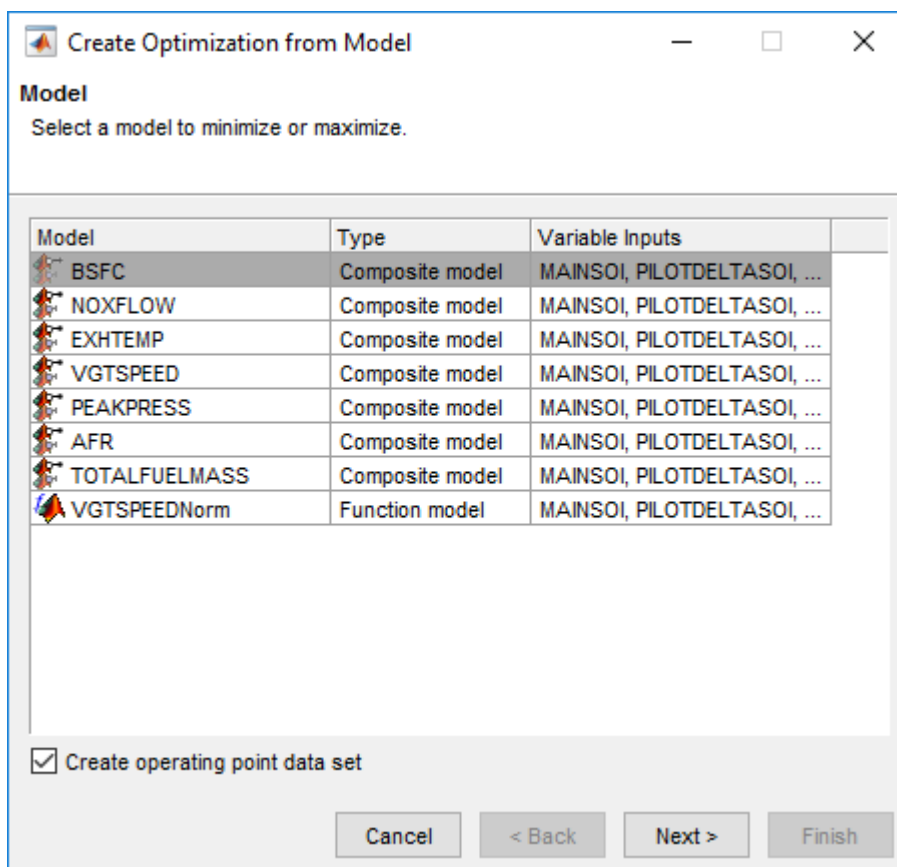 Create Optimization from Model
Model
Select a model to minimize or maximize.
Model Type Variable Inputs
BSFC Composite model MAINSOI, PILOTDELTASOI, ...
NOXFLOW Composite model MAINSOI, PILOTDELTASOI, ...
EXHTEMP Composite model MAINSOI, PILOTDELTASOI, ...
VGTSPEED Composite model MAINSOI, PILOTDELTASOI, ...
PEAKPRESS Composite model MAINSOI, PILOTDELTASOI, ...
AFR Composite model MAINSOI, PILOTDELTASOI, ...
TOTALFUELMASS Composite model MAINSOI, PILOTDELTASOI, ...
VGTSPEEDNorm Function model MAINSOI, PILOTDELTASOI, ...
Create operating point data set
Cancel < Back Next > Finish